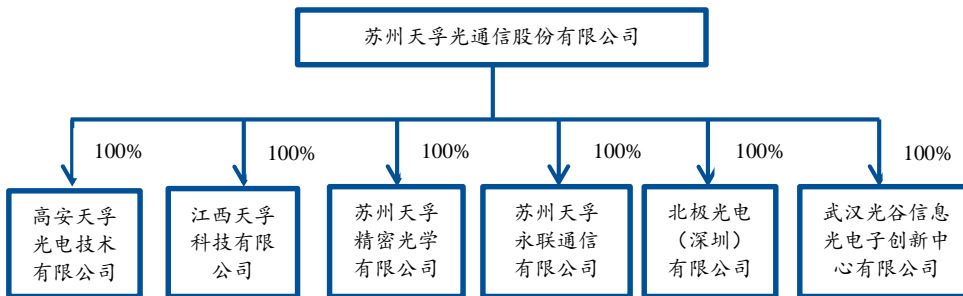 苏州天孚光通信股份有限公司
100%
100%
100%
100%
100%
100%
高安天孚
光电技术
有限公司
江西天孚
科技有限
公司
苏州天孚
精密光学
有限公司
苏州天孚
永联通信
有限公司
北极光电
（深圳）
有限公司
武汉光谷信息
光电子创新中
心有限公司